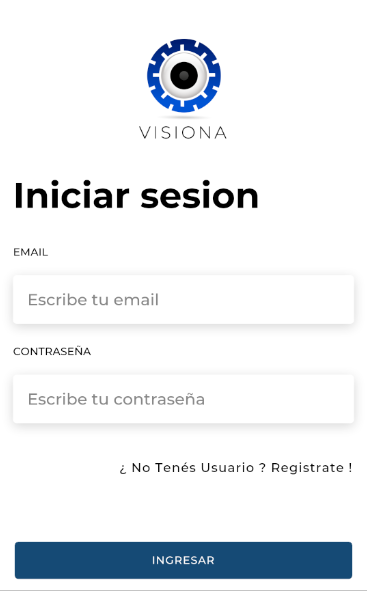 VISIONA
Iniciar sesion
EMAIL
Escribe tu email
CONTRASEÑA
Escribe tu contraseña
¿ No Tenés Usuario ? Registrate !
INGRESAR